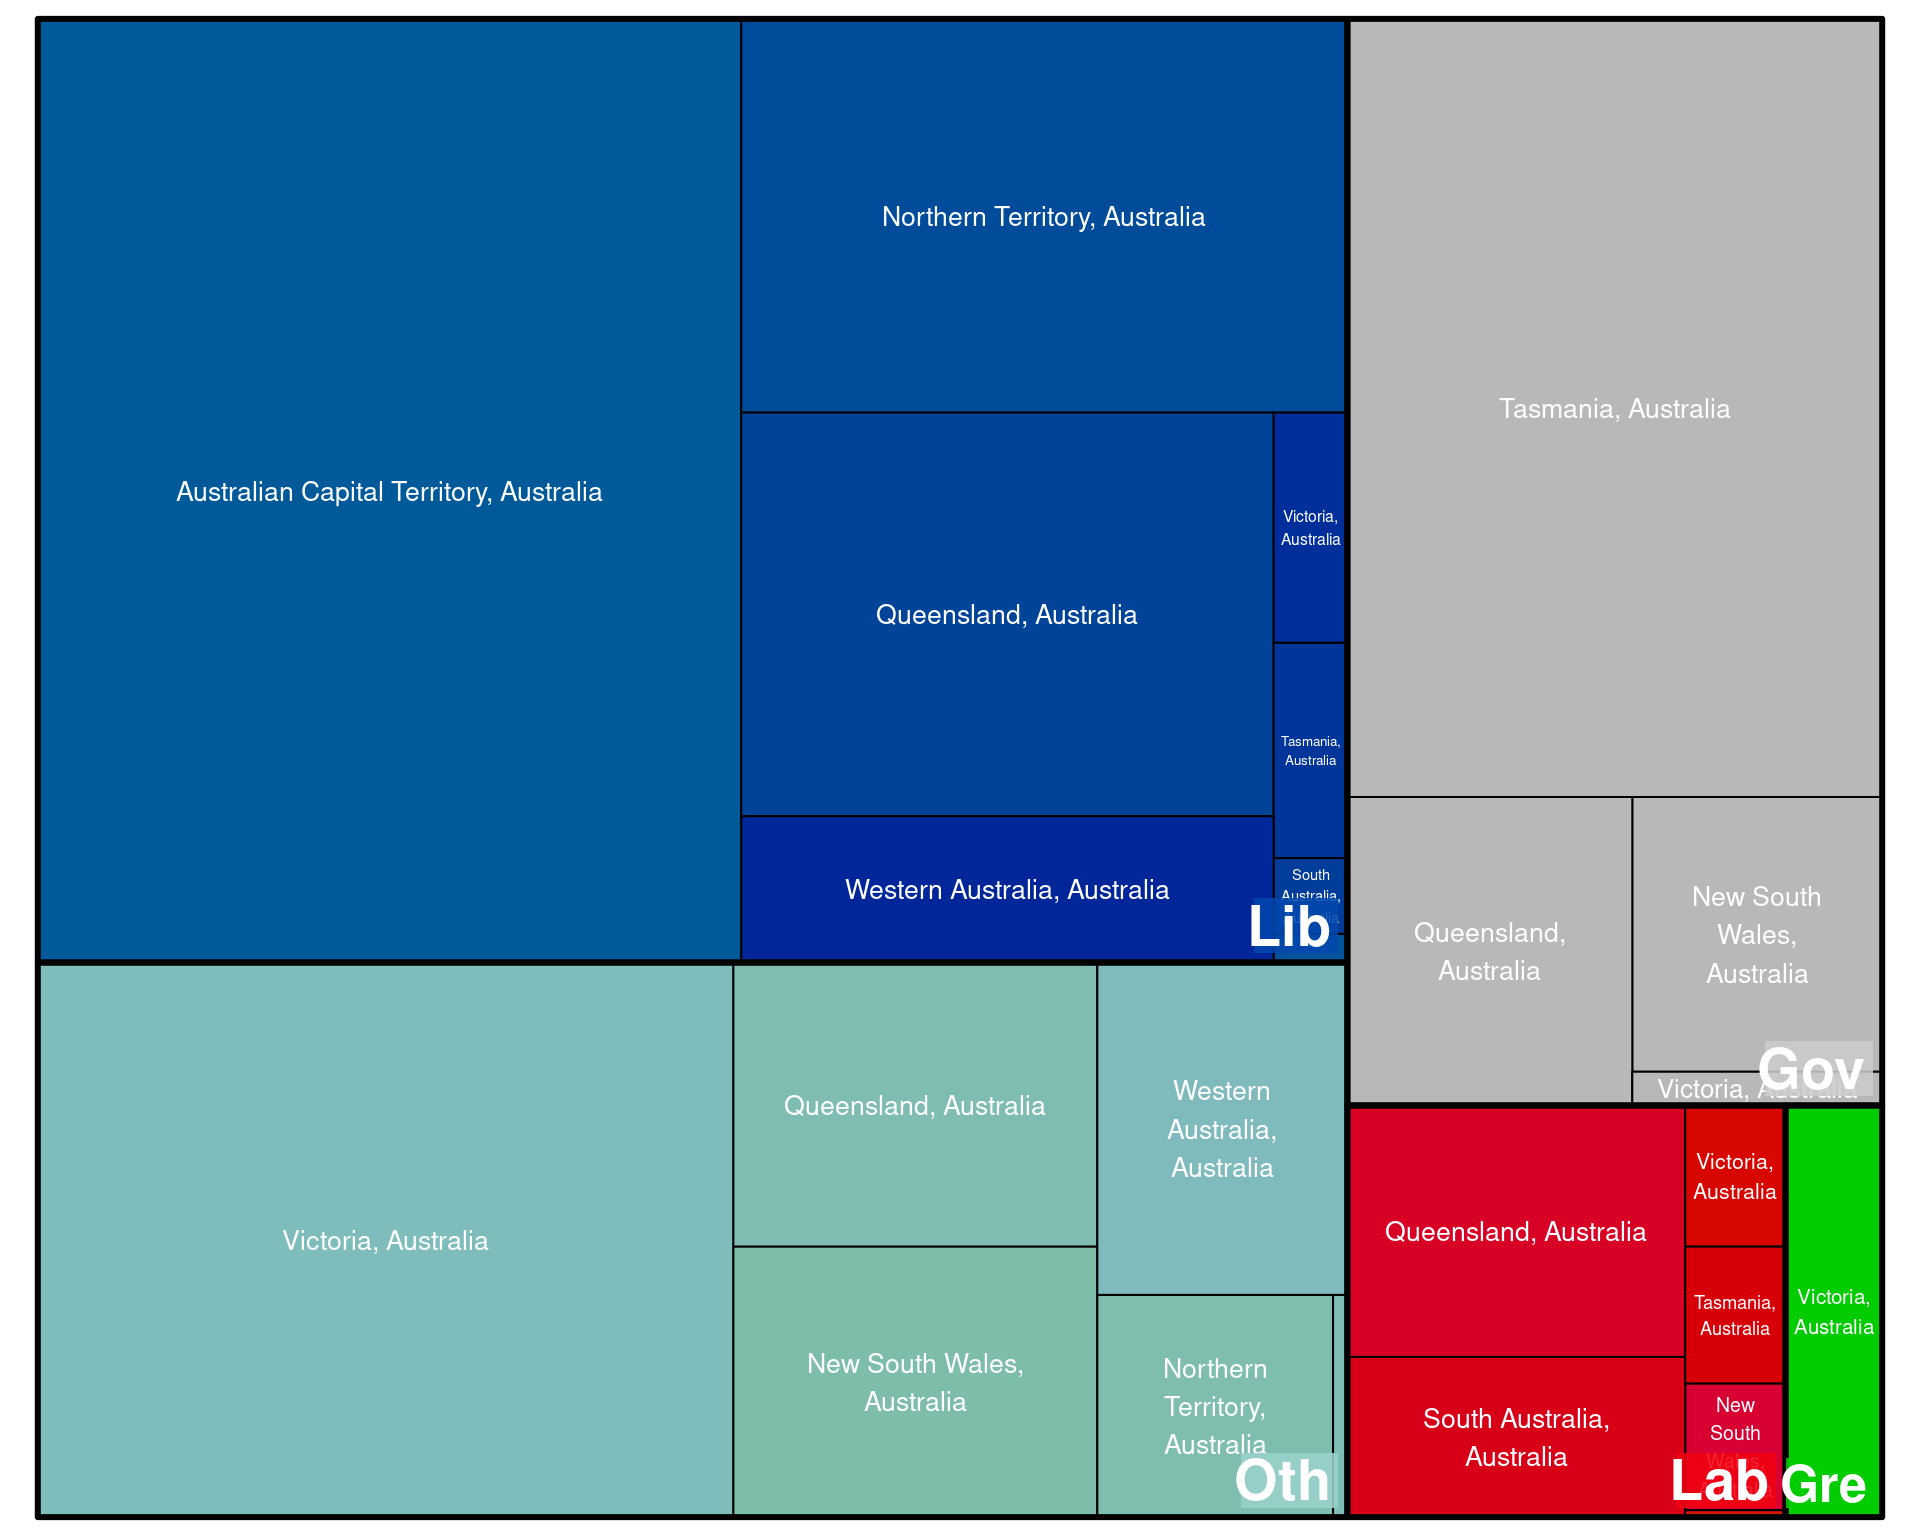 Australian Capital Territory, Australia
Northern Territory, Australia
Queensland, Australia
Victoria,
Australia
Tasmania,
Australia
South
Australia,
Western Australia, Australia
Lib
Tasmania, Australia
Queensland,
Australia
New South
Wales,
Australia
Victoria, Australia
Gov
Victoria, Australia
Queensland, Australia
New South Wales,
Australia
Western
Australia,
Australia
Northern
Territory,
Australia
Oth
Queensland, Australia
South Australia,
Australia
Victoria,
Australia
Tasmania,
Australia
New
South
Wales,
Lab
Victoria,
Australia
Gre